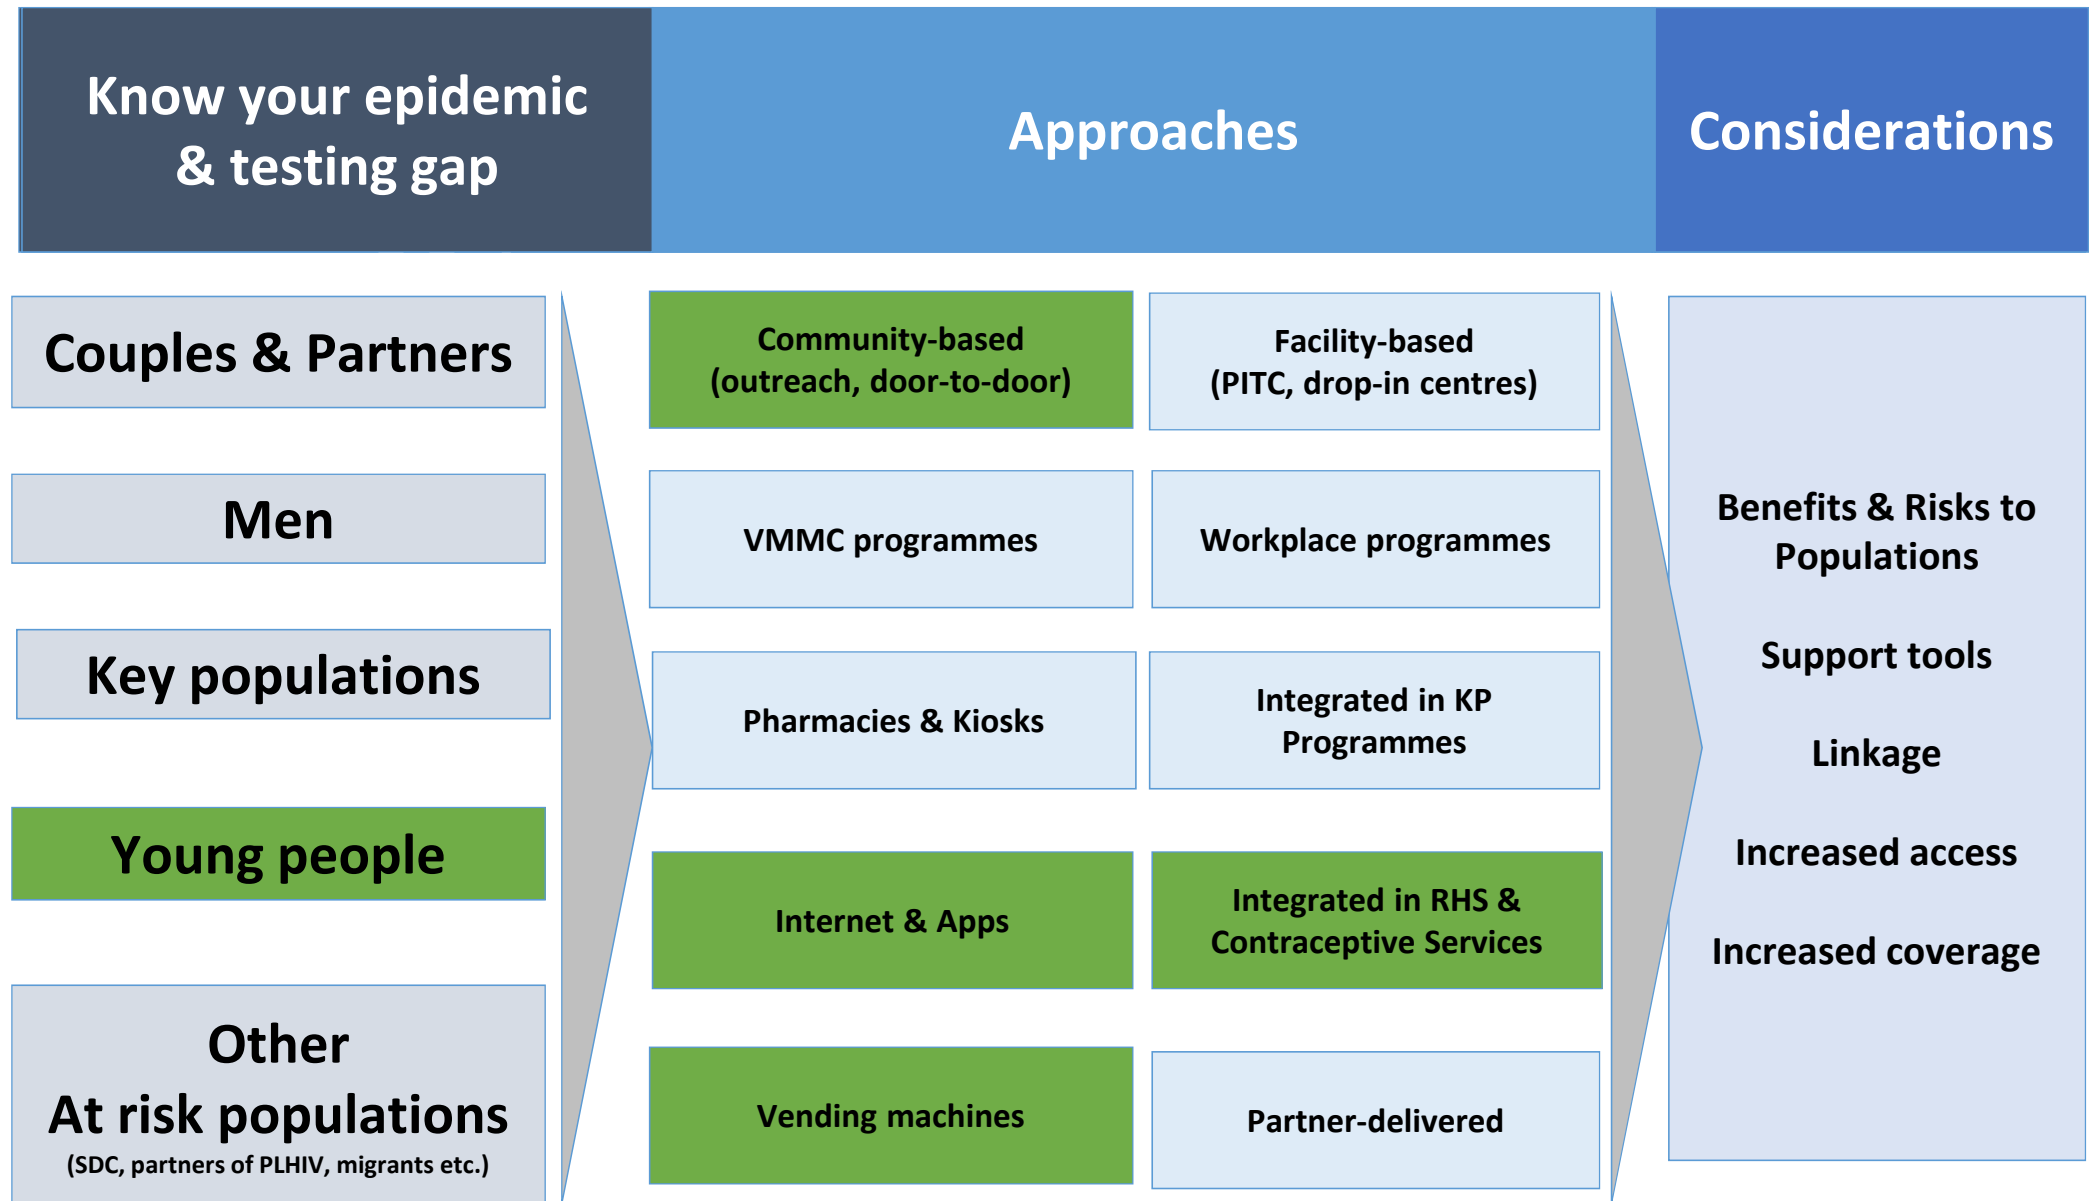 Know your epidemic
& testing gap
Approaches
Considerations
Couples & Partners
Men
Key populations
Young people
Other
At risk populations
(SDC, partners of PLHIV, migrants etc.)
Community-based
(outreach, door-to-door)
Facility-based
(PITC, drop-in centres)
VMMC programmes
Workplace programmes
Pharmacies & Kiosks
Integrated in KP
Programmes
Internet & Apps
Integrated in RHS &
Contraceptive Services
Vending machines
Partner-delivered
Benefits & Risks to
Populations
Support tools
Linkage
Increased access
Increased coverage